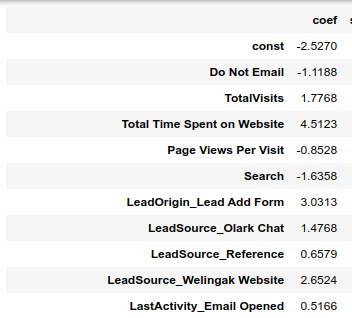 coef
const -2.5270
Do Not Email -1.1188
TotalVisits 1.7768
Total Time Spent on Website 4.5123
Page Views Per Visit -0.8528
Search -1.6358
LeadOrigin_Lead Add Form 3.0313
LeadSource_Olark Chat 1.4768
LeadSource_Reference 0.6579
LeadSource_Welingak Website 2.6524
LastActivity_Email Opened 0.5166